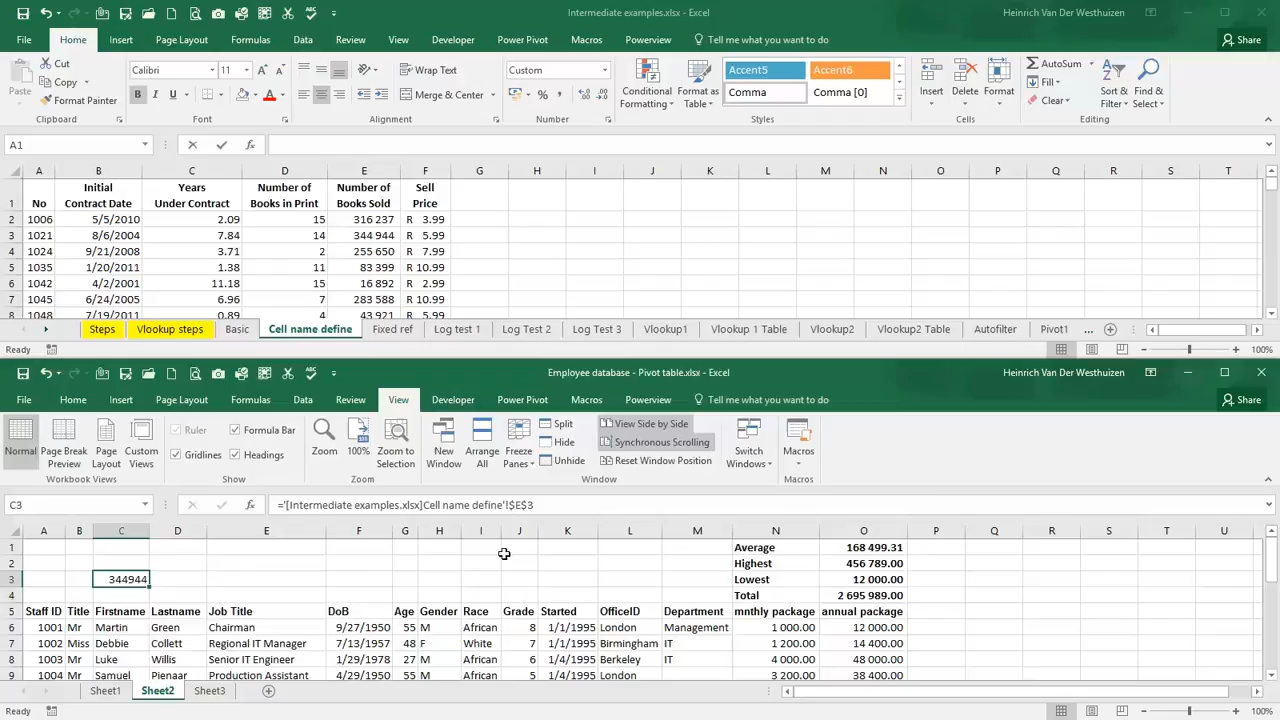 Intermediate examples.xlsx - Excel
Heinrich Van Der Westhuizen
File Home Insert Page Layout Formulas Data Review View Developer Power Pivot Macros Powerview Tell me what you want to do Share
Paste Cut Copy Format Painter Clipboard
Calibri 11 B I U A Font
Wrap Text Merge & Center Alignment
Custom % , Number
Conditional Formatting Format as Table
Accent5 Accent6 Comma Comma [0] Styles
Insert Delete Format Cells
AutoSum Fill Clear Sort & Filter Find & Select Editing
A1 fx
A B C D E F G H I J K L M N O P Q R S T
1 No Initial Contract Date Years Under Contract Number of Books in Print Number of Books Sold Sell Price
2 1006 5/5/2010 2.09 15 316 237 R 3.99
3 1021 8/6/2004 7.84 14 344 944 R 5.99
4 1024 9/21/2008 3.71 2 255 650 R 7.99
5 1035 1/20/2011 1.38 11 83 399 R 10.99
6 1042 4/2/2001 11.18 15 16 892 R 2.99
7 1045 6/24/2005 6.96 7 283 588 R 10.99
8 1048 7/19/2011 0.89 4 43 921 R 5.99
Steps Vlookup steps Basic Cell name define Fixed ref Log test 1 Log Test 2 Log Test 3 Vlookup1 Vlookup 1 Table Vlookup2 Vlookup2 Table Autofilter Pivot1 ...
Ready 100%
Employee database - Pivot table.xlsx - Excel
Heinrich Van Der Westhuizen
File Home Insert Page Layout Formulas Data Review View Developer Power Pivot Macros Powerview Tell me what you want to do Share
Normal Page Break Preview Page Layout Custom Views Workbook Views
Ruler Formula Bar Gridlines Headings Show
Zoom 100% Zoom to Selection Zoom
New Window Arrange All Freeze Panes Split Hide Unhide View Side by Side Synchronous Scrolling Reset Window Position Switch Windows Window
Macros Macros
C3 fx ='[Intermediate examples.xlsx]Cell name define'!$E$3
A B C D E F G H I J K L M N O P Q R S T U
1 Average 168 499.31
2 Highest 456 789.00
3 344944 Lowest 12 000.00
4 Total 2 695 989.00
5 Staff ID Title Firstname Lastname Job Title DoB Age Gender Race Grade Started OfficeID Department mnthly package annual package
6 1001 Mr Martin Green Chairman 9/27/1950 55 M African 8 1/1/1995 London Management 1 000.00 12 000.00
7 1002 Miss Debbie Collett Regional IT Manager 7/13/1957 48 F White 7 1/1/1995 Birmingham IT 1 200.00 14 400.00
8 1003 Mr Luke Willis Senior IT Engineer 1/29/1978 27 M African 6 1/4/1995 Berkeley IT 4 000.00 48 000.00
9 1004 Mr Samuel Pienaar Production Assistant 4/29/1950 55 M African 5 1/4/1995 London 3 200.00 38 400.00
Sheet1 Sheet2 Sheet3
Ready 100%